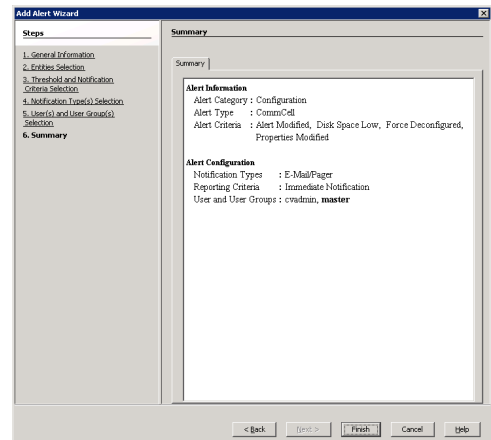 Add Alert Wizard
Steps
1. General Information
2. Entities Selection
3. Threshold and Notification
Criteria Selection
4. Notification Type(s) Selection
5. User(s) and User Group(s)
Selection
6. Summary
Summary
Summary
Alert Information
Alert Category : Configuration
Alert Type : CommCell
Alert Criteria : Alert Modified, Disk Space Low, Force Deconfigured,
Properties Modified
Alert Configuration
Notification Types : E-Mail/Pager
Reporting Criteria : Immediate Notification
User and User Groups : cvadmin, master
< Back Next > Finish Cancel Help